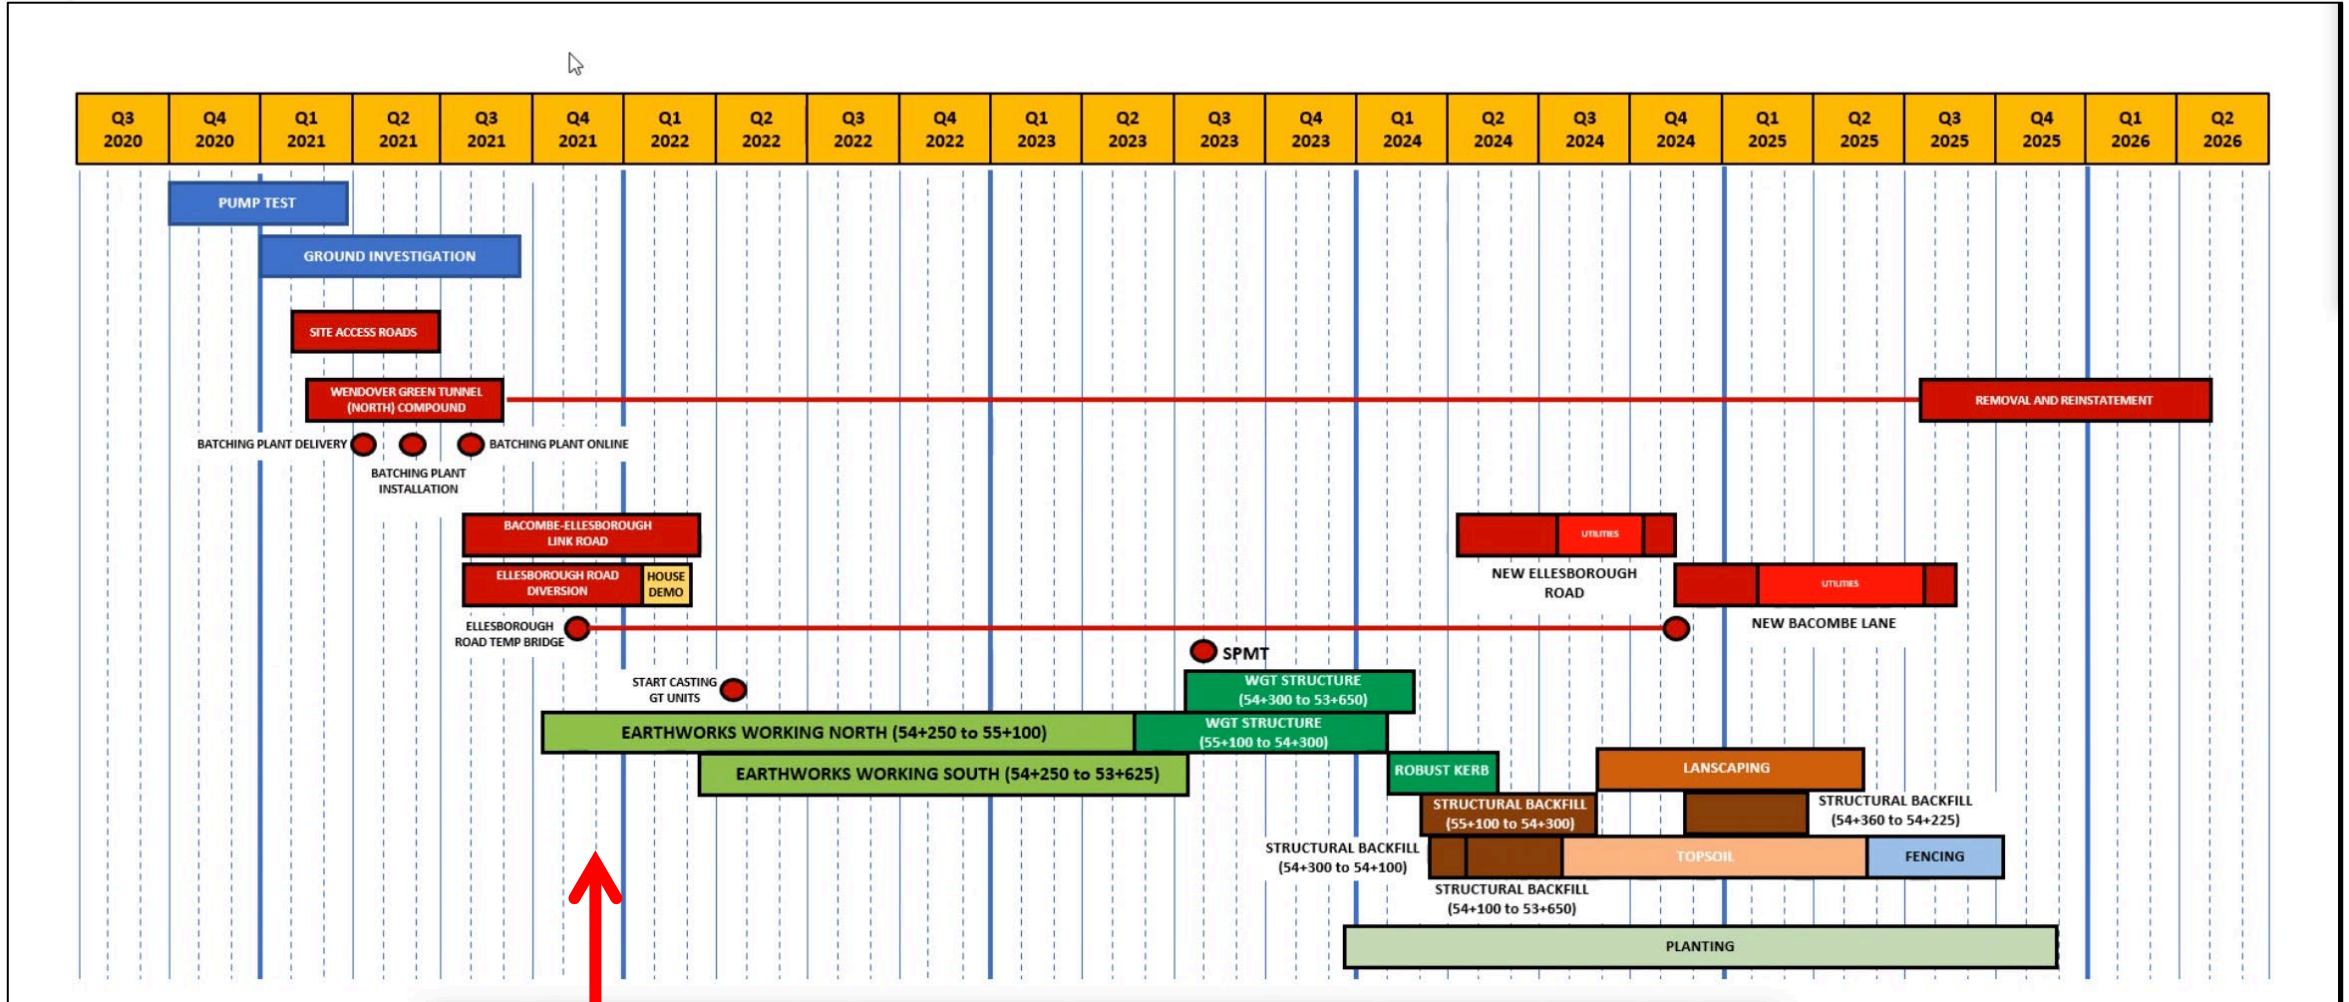 Q3 Q4 Q1 Q2 Q3 Q4 Q1 Q2 Q3 Q4 Q1 Q2 Q3 Q4 Q1 Q2 Q3 Q4 Q1 Q2 Q3 Q4 Q1 Q2
2020 2020 2021 2021 2021 2021 2022 2022 2022 2022 2023 2023 2023 2023 2024 2024 2024 2024 2025 2025 2025 2025 2026 2026
PUMP TEST
GROUND INVESTIGATION
SITE ACCESS ROADS
WENDOVER GREEN TUNNEL
(NORTH) COMPOUND
REMOVAL AND REINSTATEMENT
BATCHING PLANT DELIVERY
BATCHING PLANT ONLINE
BATCHING PLANT
INSTALLATION
BACOMBE-ELLESBOROUGH
LINK ROAD
UTILITIES
NEW ELLESBOROUGH
ROAD
ELLESBOROUGH ROAD
DIVERSION
HOUSE
DEMO
UTILITIES
NEW BACOMBE LANE
ELLESBOROUGH
ROAD TEMP BRIDGE
SPMT
START CASTING
GT UNITS
WGT STRUCTURE
(54+300 to 53+650)
EARTHWORKS WORKING NORTH (54+250 to 55+100)
WGT STRUCTURE
(55+100 to 54+300)
EARTHWORKS WORKING SOUTH (54+250 to 53+625)
ROBUST KERB
LANSCAPING
STRUCTURAL BACKFILL
(55+100 to 54+300)
STRUCTURAL BACKFILL
(54+360 to 54+225)
STRUCTURAL BACKFILL
(54+300 to 54+100)
TOPSOIL
FENCING
STRUCTURAL BACKFILL
(54+100 to 53+650)
PLANTING